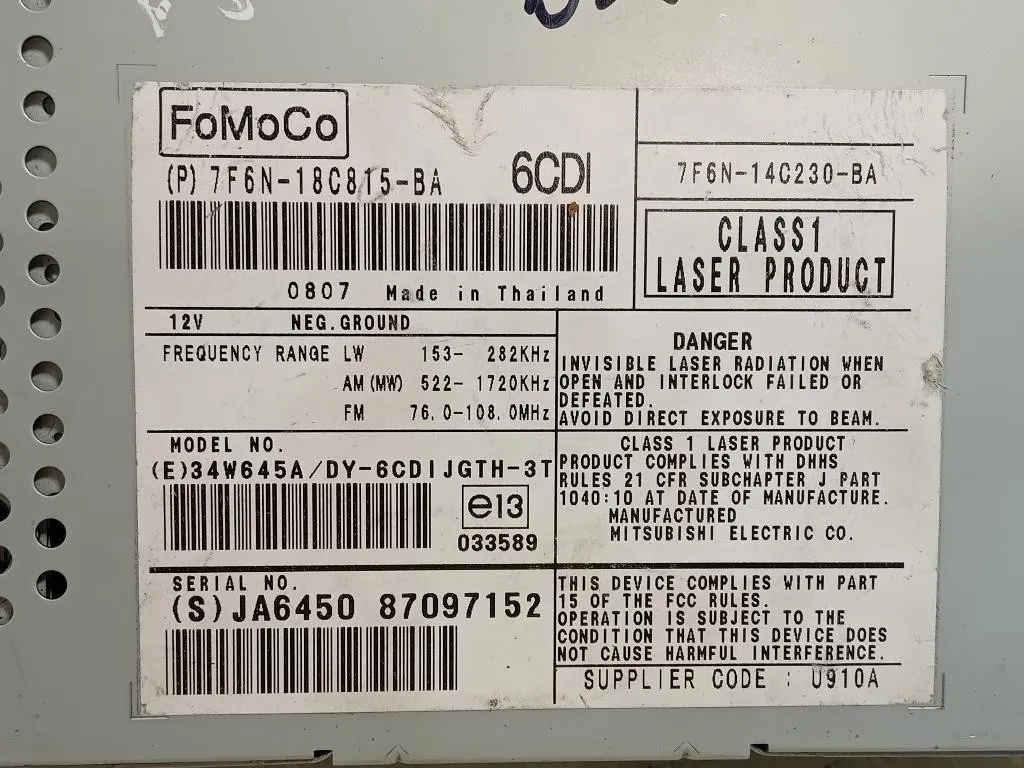 FoMoCo
(P) 7F6N-18C815-BA 6CDI
0807 Made in Thailand
7F6N-14C230-BA
CLASS1
LASER PRODUCT
12V NEG.GROUND
FREQUENCY RANGE LW 153- 282KHz
AM(MW) 522- 1720KHz
FM 76.0-108.0MHz
DANGER
INVISIBLE LASER RADIATION WHEN
OPEN AND INTERLOCK FAILED OR
DEFEATED.
AVOID DIRECT EXPOSURE TO BEAM.
MODEL NO.
(E)34W645A/DY-6CDIJGTH-3T
e13
033589
CLASS 1 LASER PRODUCT
PRODUCT COMPLIES WITH DHHS
RULES 21 CFR SUBCHAPTER J PART
1040:10 AT DATE OF MANUFACTURE.
MANUFACTURED
MITSUBISHI ELECTRIC CO.
SERIAL NO.
(S)JA6450 87097152
THIS DEVICE COMPLIES WITH PART
15 OF THE FCC RULES.
OPERATION IS SUBJECT TO THE
CONDITION THAT THIS DEVICE DOES
NOT CAUSE HARMFUL INTERFERENCE.
SUPPLIER CODE : U910A